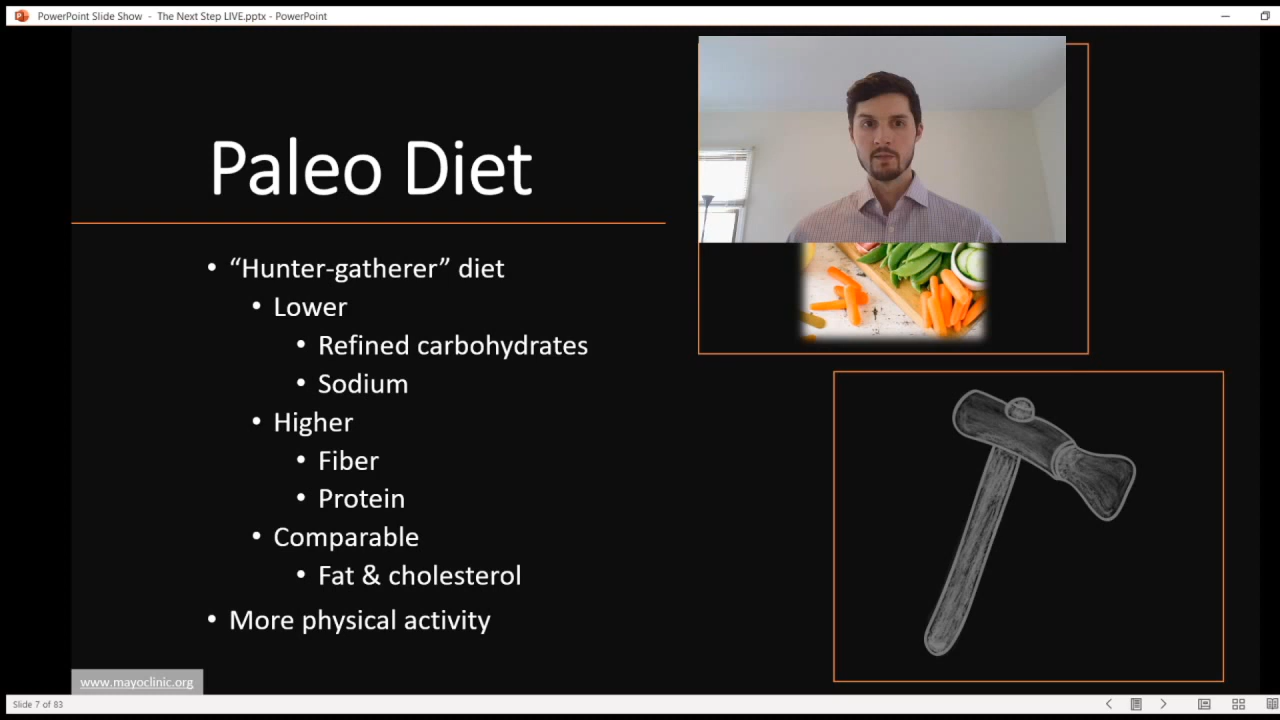 PowerPoint Slide Show - The Next Step LIVE.pptx - PowerPoint
Paleo Diet
• “Hunter-gatherer” diet
• Lower
• Refined carbohydrates
• Sodium
• Higher
• Fiber
• Protein
• Comparable
• Fat & cholesterol
• More physical activity
www.mayoclinic.org
Slide 7 of 83